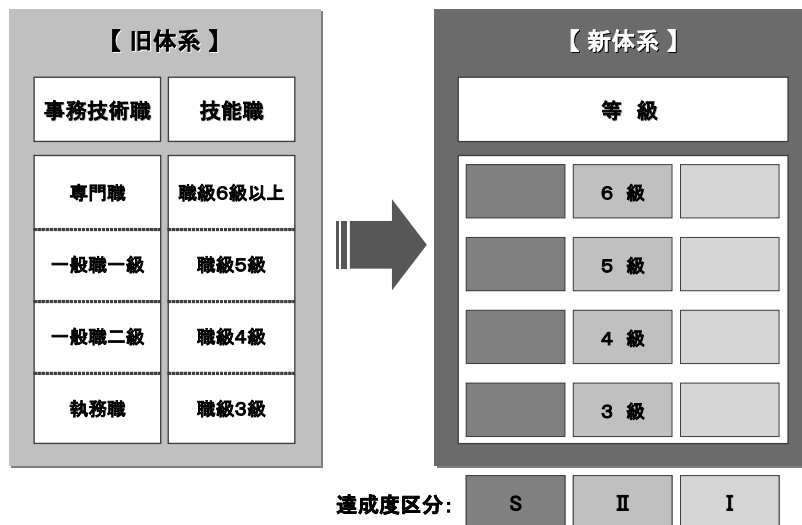 【 旧体系 】
事務技術職 技能職
専門職 職級6級以上
一般職一級 職級5級
一般職二級 職級4級
執務職 職級3級
【 新体系 】
等 級
6 級
5 級
4 級
3 級
達成度区分: S Ⅱ Ⅰ